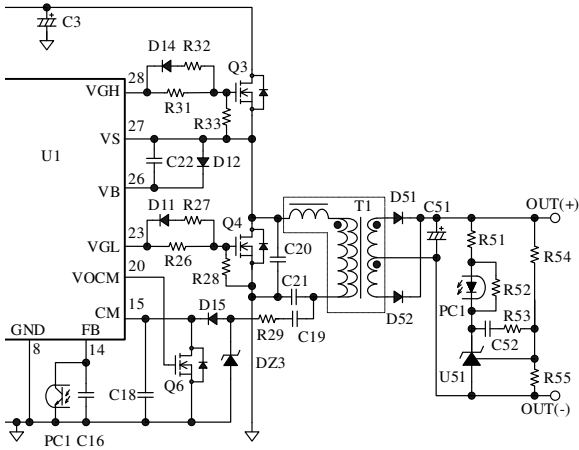 C3
D14 R32
28
VGH
Q3
R31
R33
27
VS
U1
C22
D12
26
VB
D11 R27
23
VGL
Q4
R26
R28
20
VOCM
T1
D51
C51
OUT(+)
R51
R54
C20
C21
PC1
R52
D15
15
CM
R29
C19
D52
R53
C52
GND
FB
8
14
DZ3
U51
R55
Q6
C18
OUT(-)
PC1 C16